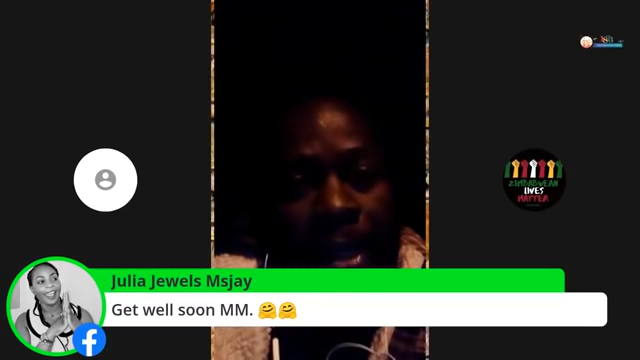 ZIMBABWEAN
LIVES
MATTER
Julia Jewels Msjay
Get well soon MM. 🤗🤗